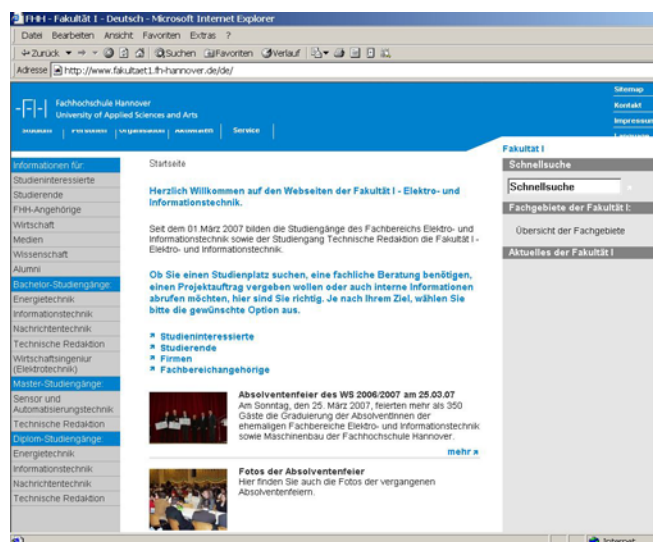 FHH - Fakultät I - Deutsch - Microsoft Internet Explorer
Datei Bearbeiten Ansicht Favoriten Extras ?
Zurück Suchen Favoriten Verlauf
Adresse http://www.fakultaet1.fh-hannover.de/de/
Sitemap
Kontakt
Impressum
-F-H- Fachhochschule Hannover
University of Applied Sciences and Arts
Studium Personen Organisation Aktivitäten Service
Language
Fakultät I
Informationen für:
Studieninteressierte
Studierende
FHH-Angehörige
Wirtschaft
Medien
Wissenschaft
Alumni
Bachelor-Studiengänge:
Energietechnik
Informationstechnik
Nachrichtentechnik
Technische Redaktion
Wirtschaftsingeniur
(Elektrotechnik)
Master-Studiengänge:
Sensor und
Automatisierungstechnik
Technische Redaktion
Diplom-Studiengänge
Energietechnik
Informationstechnik
Nachrichtentechnik
Technische Redaktion
Startseite
Herzlich Willkommen auf den Webseiten der Fakultät I - Elektro- und
Informationstechnik.
Seit dem 01.März 2007 bilden die Studiengänge des Fachbereichs Elektro- und
Informationstechnik sowie der Studiengang Technische Redaktion die Fakultät I -
Elektro- und Informationstechnik.
Ob Sie einen Studienplatz suchen, eine fachliche Beratung benötigen,
einen Projektauftrag vergeben wollen oder auch interne Informationen
abrufen möchten, hier sind Sie richtig. Je nach Ihrem Ziel, wählen Sie
bitte die gewünschte Option aus.
Studieninteressierte
Studierende
Firmen
Fachbereichangehörige
Absolventenfeier des WS 2006/2007 am 25.03.07
Am Sonntag, den 25. März 2007, feierten mehr als 350
Gäste die Graduierung der AbsolventInnen der
ehemaligen Fachbereiche Elektro- und Informationstechnik
sowie Maschinenbau der Fachhochschule Hannover.
mehr
Fotos der Absolventenfeier
Hier finden Sie auch die Fotos der vergangenen
Absolventenfeiern.
Schnellsuche
Schnellsuche
Fachgebiete der Fakultät I:
Übersicht der Fachgebiete
Aktuelles der Fakultät I
Internet